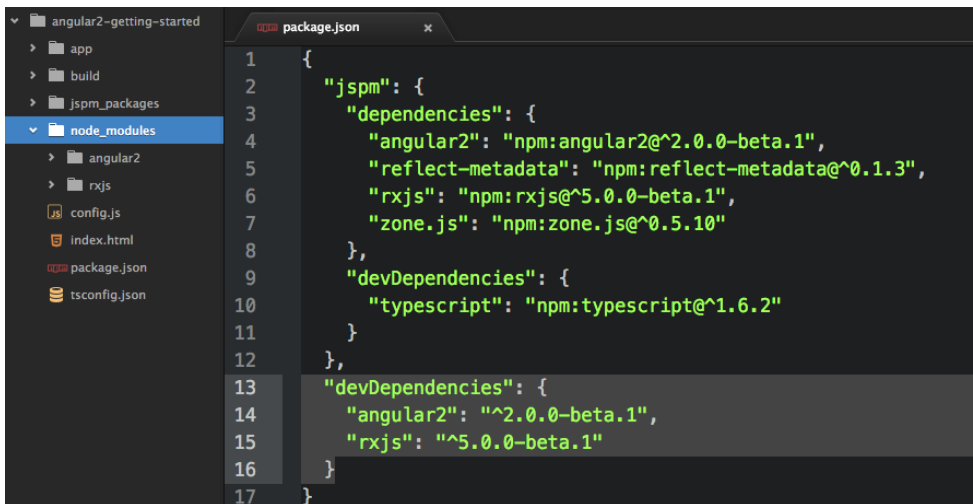 angular2-getting-started
app
build
jspm_packages
node_modules
angular2
rxjs
config.js
index.html
package.json
tsconfig.json
package.json
1 {
2 "jspm": {
3 "dependencies": {
4 "angular2": "npm:angular2@^2.0.0-beta.1",
5 "reflect-metadata": "npm:reflect-metadata@^0.1.3",
6 "rxjs": "npm:rxjs@^5.0.0-beta.1",
7 "zone.js": "npm:zone.js@^0.5.10"
8 },
9 "devDependencies": {
10 "typescript": "npm:typescript@^1.6.2"
11 }
12 },
13 "devDependencies": {
14 "angular2": "^2.0.0-beta.1",
15 "rxjs": "^5.0.0-beta.1"
16 }
17 }